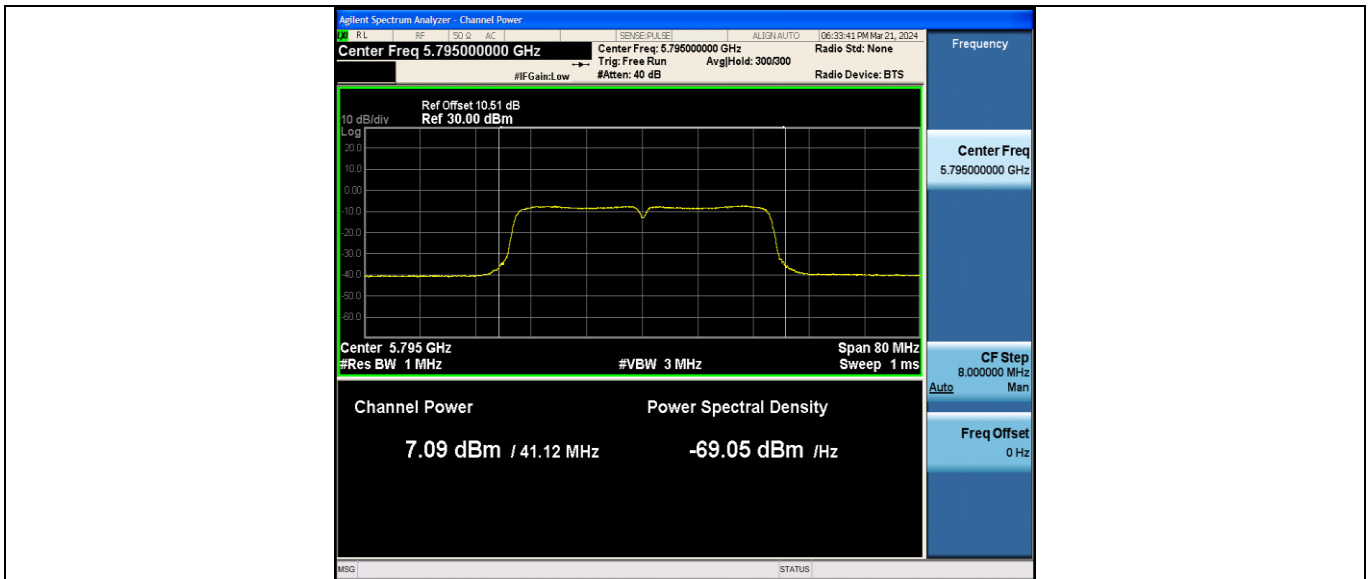 Agilent Spectrum Analyzer - Channel Power
LXI RL RF 50 Ω AC SENSE:PULSE ALIGN AUTO 06:33:41 PM Mar 21, 2024
Center Freq 5.795000000 GHz
Center Freq: 5.795000000 GHz
Radio Std: None
Trig: Free Run Avg|Hold: 300/300
#IFGain:Low #Atten: 40 dB Radio Device: BTS
Ref Offset 10.51 dB
10 dB/div Ref 30.00 dBm
Log
20.0
10.0
0.00
-10.0
-20.0
-30.0
-40.0
-50.0
-60.0
Center 5.795 GHz Span 80 MHz
#Res BW 1 MHz #VBW 3 MHz Sweep 1 ms
Channel Power Power Spectral Density
7.09 dBm / 41.12 MHz -69.05 dBm /Hz
MSG STATUS
Frequency
Center Freq
5.795000000 GHz
CF Step
8.000000 MHz
Auto Man
Freq Offset
0 Hz